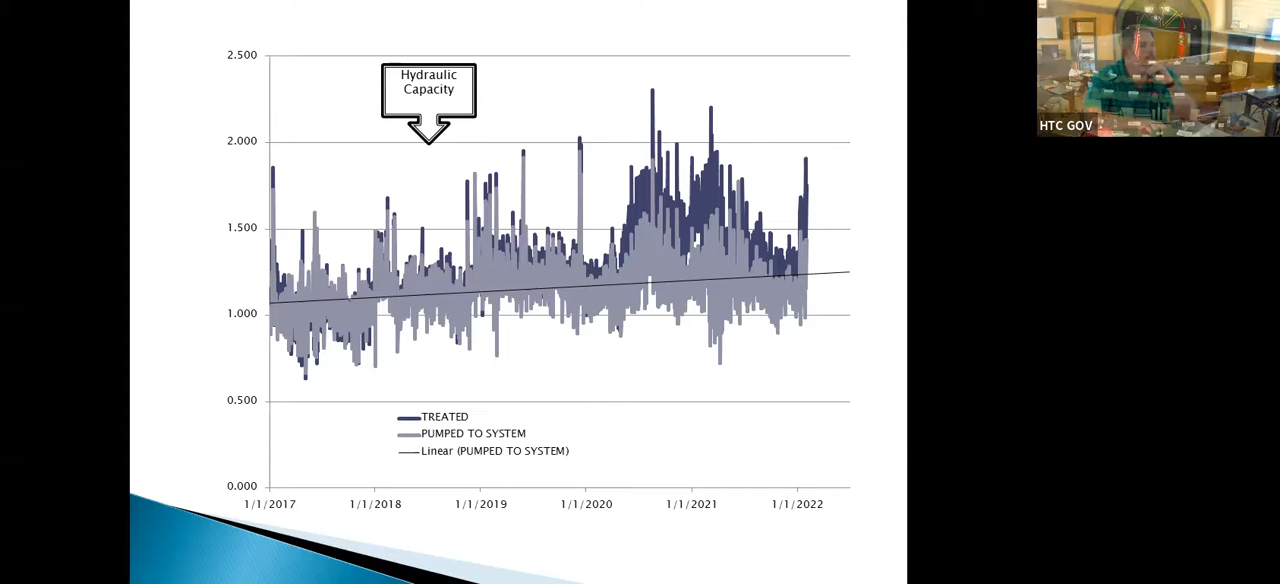 2.500
Hydraulic
Capacity
2.000
1.500
1.000
0.500
TREATED
PUMPED TO SYSTEM
Linear (PUMPED TO SYSTEM)
0.000
1/1/2017 1/1/2018 1/1/2019 1/1/2020 1/1/2021 1/1/2022
HTC GOV